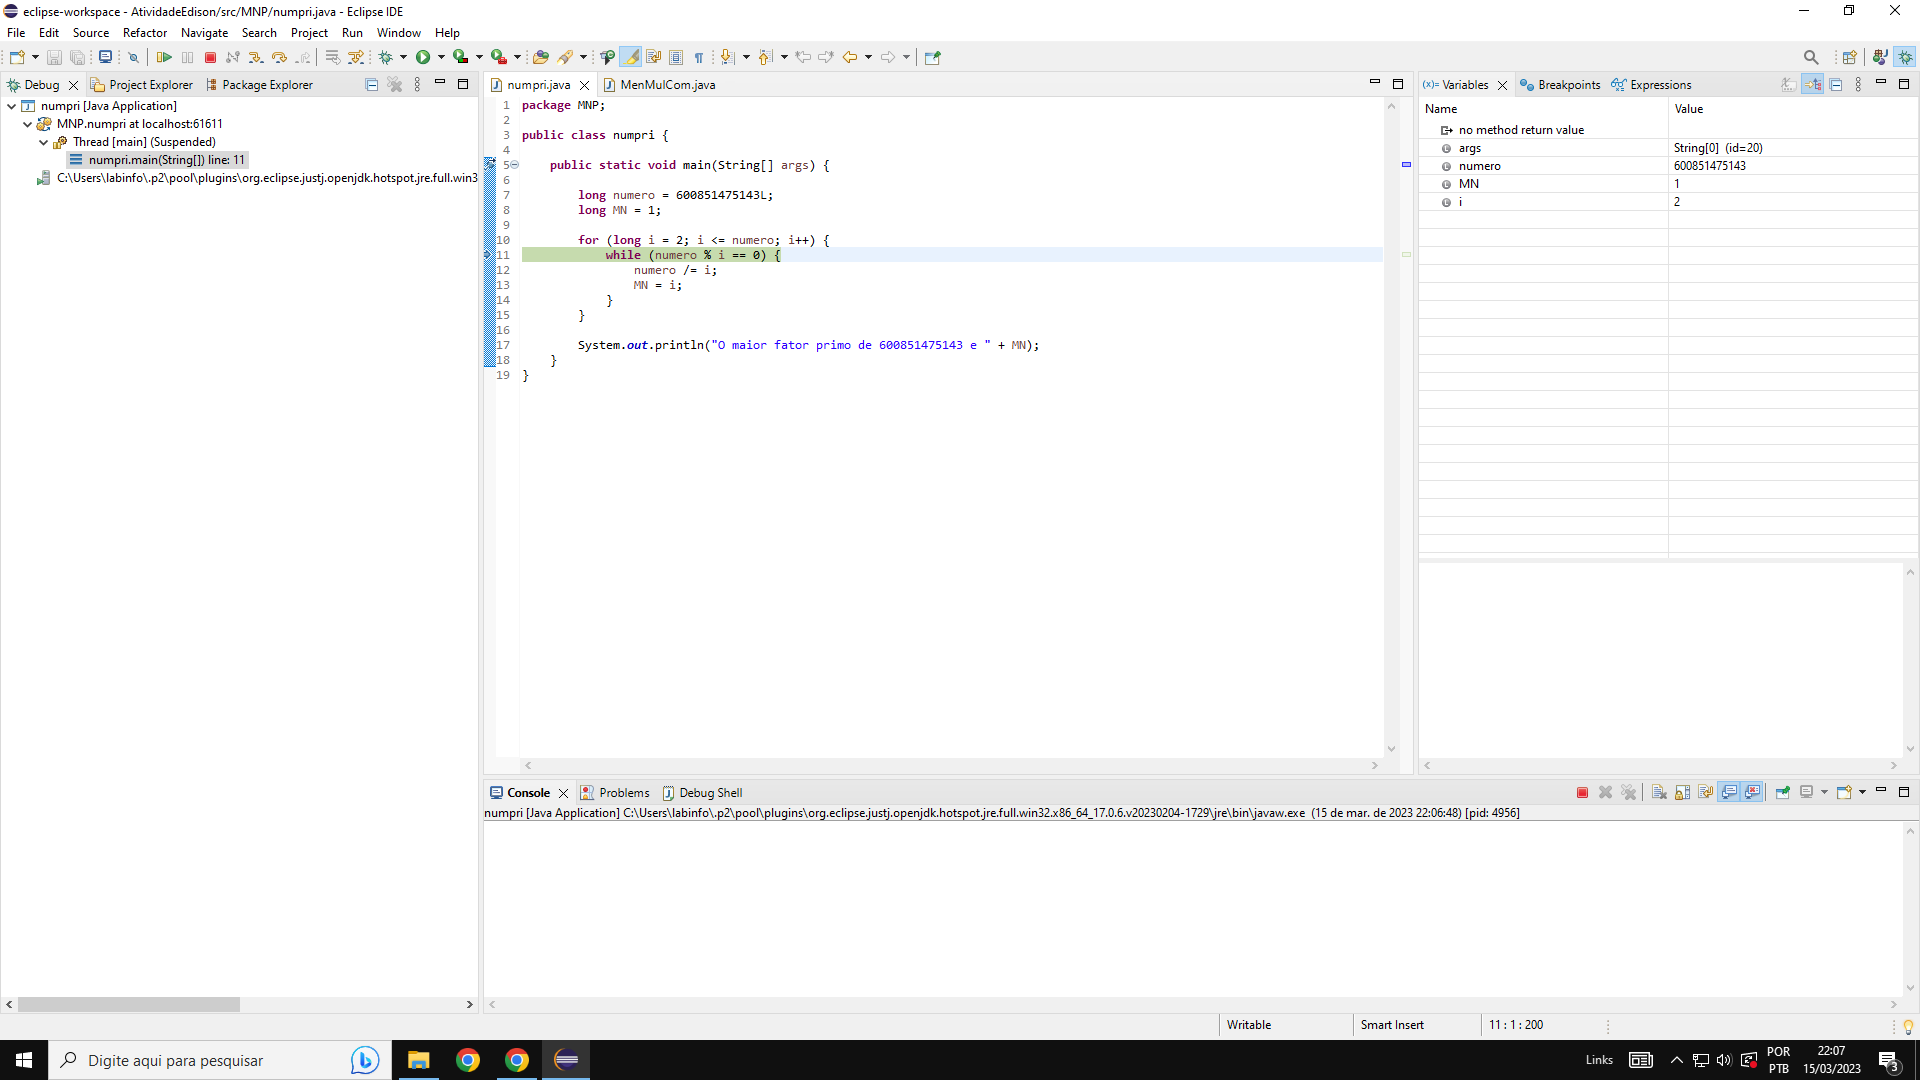 eclipse-workspace - AtividadeEdison/src/MNP/numpri.java - Eclipse IDE
File Edit Source Refactor Navigate Search Project Run Window Help
Debug Project Explorer Package Explorer
numpri [Java Application]
MNP.numpri at localhost:61611
Thread [main] (Suspended)
numpri.main(String[]) line: 11
C:\Users\labinfo\.p2\pool\plugins\org.eclipse.justj.openjdk.hotspot.jre.full.win3
numpri.java MenMulCom.java
1 package MNP;
2
3 public class numpri {
4
5 public static void main(String[] args) {
6
7 long numero = 600851475143L;
8 long MN = 1;
9
10 for (long i = 2; i <= numero; i++) {
11 while (numero % i == 0) {
12 numero /= i;
13 MN = i;
14 }
15 }
16
17 System.out.println("O maior fator primo de 600851475143 e " + MN);
18 }
19 }
(x)= Variables Breakpoints Expressions
Name Value
no method return value
args String[0] (id=20)
numero 600851475143
MN 1
i 2
Console Problems Debug Shell
numpri [Java Application] C:\Users\labinfo\.p2\pool\plugins\org.eclipse.justj.openjdk.hotspot.jre.full.win32.x86_64_17.0.6.v20230204-1729\jre\bin\javaw.exe (15 de mar. de 2023 22:06:48) [pid: 4956]
Writable Smart Insert 11 : 1 : 200
Digite aqui para pesquisar
Links
POR
PTB
22:07
15/03/2023
3